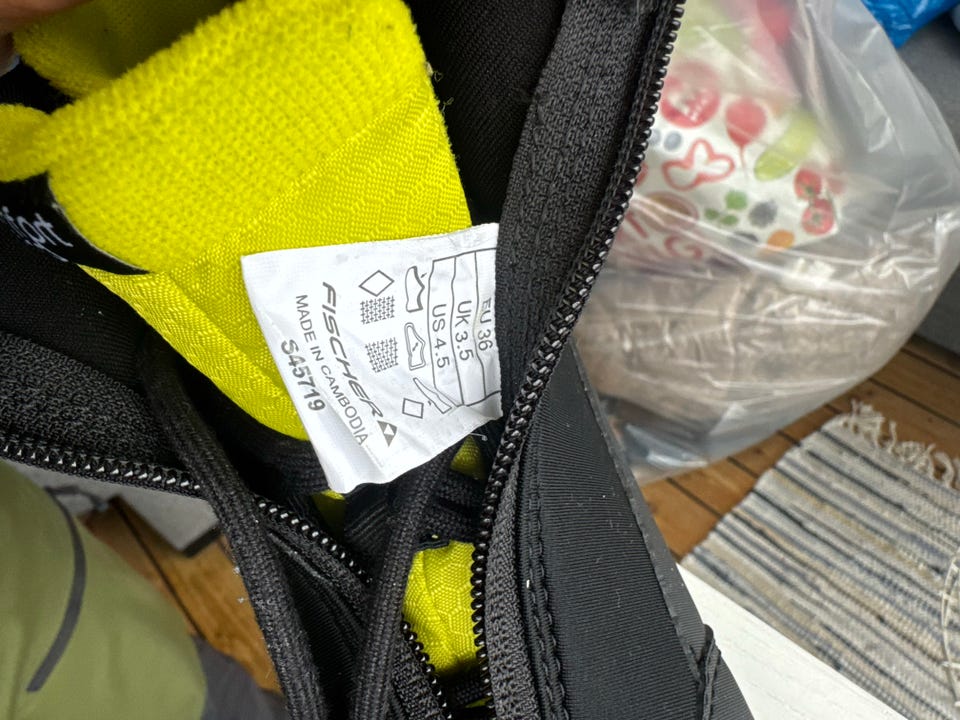 EU 36
UK 3.5
US 4.5
FISCHER
MADE IN CAMBODIA
S45719